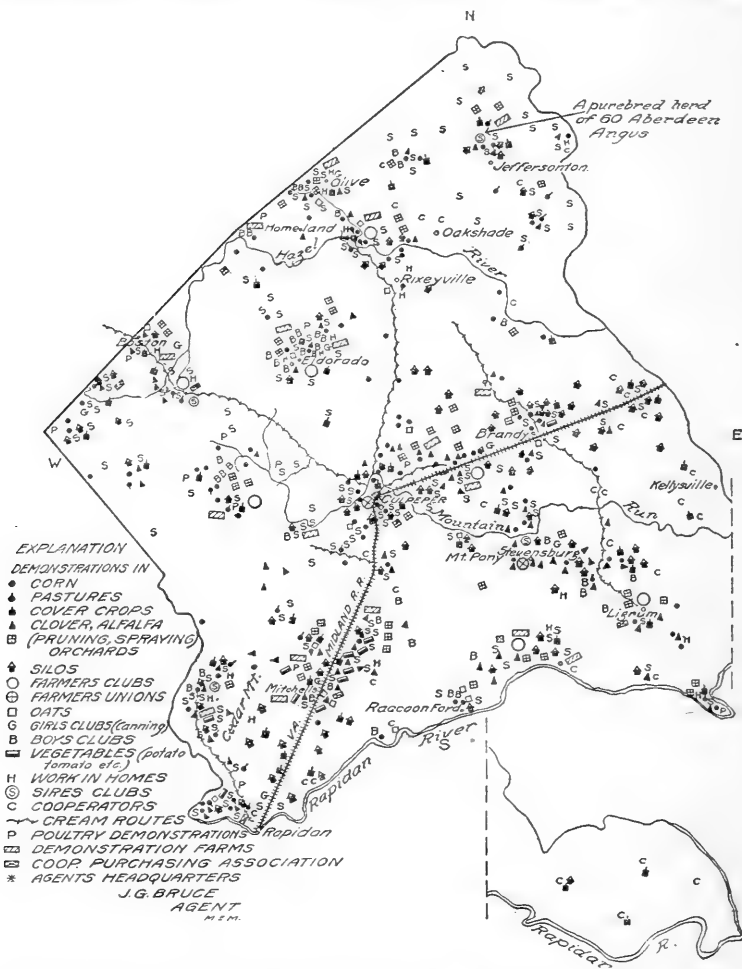 N
A purebred herd
of 60 Aberdeen
Angus
Jeffersonton
Olive
Homeland
Hazel River
Oakshade
Rixeyville
Boston
Eldorado
W
Brandy
E
Culpeper
Kellysville
Mountain Run
Mt. Pony
Stevensburg
Lignum
MIDLAND R.R.
VA.
Cedar Mt.
Mitchells
Raccoon Ford
Rapidan River
Rapidan
EXPLANATION
DEMONSTRATIONS IN
CORN
PASTURES
COVER CROPS
CLOVER, ALFALFA
(PRUNING, SPRAYING)
ORCHARDS
SILOS
FARMERS CLUBS
FARMERS UNIONS
OATS
G GIRLS CLUBS (Canning)
B BOYS CLUBS
VEGETABLES (potato
tomato etc.)
H WORK IN HOMES
S SIRES CLUBS
C COOPERATORS
CREAM ROUTES
P POULTRY DEMONSTRATIONS
DEMONSTRATION FARMS
COOP. PURCHASING ASSOCIATION
* AGENTS HEADQUARTERS
J.G. BRUCE
AGENT
Rapidan R.